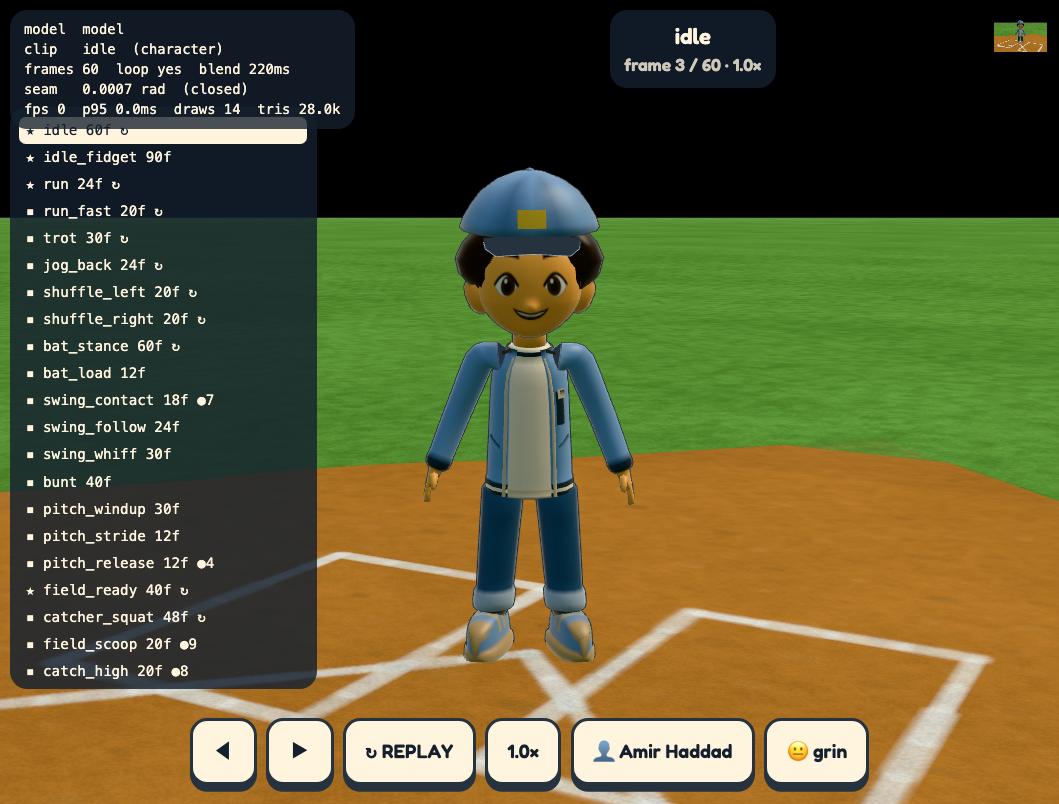 model model
clip idle (character)
frames 60 loop yes blend 220ms
seam 0.0007 rad (closed)
fps 0 p95 0.0ms draws 14 tris 28.0k
★ idle 60f ↻
★ idle_fidget 90f
★ run 24f ↻
▪ run_fast 20f ↻
▪ trot 30f ↻
▪ jog_back 24f ↻
▪ shuffle_left 20f ↻
▪ shuffle_right 20f ↻
▪ bat_stance 60f ↻
▪ bat_load 12f
▪ swing_contact 18f ●7
▪ swing_follow 24f
▪ swing_whiff 30f
▪ bunt 40f
▪ pitch_windup 30f
▪ pitch_stride 12f
▪ pitch_release 12f ●4
★ field_ready 40f ↻
▪ catcher_squat 48f ↻
▪ field_scoop 20f ●9
▪ catch_high 20f ●8
idle
frame 3 / 60 · 1.0×
◀ ▶ ↻ REPLAY 1.0× 👤 Amir Haddad 😐 grin